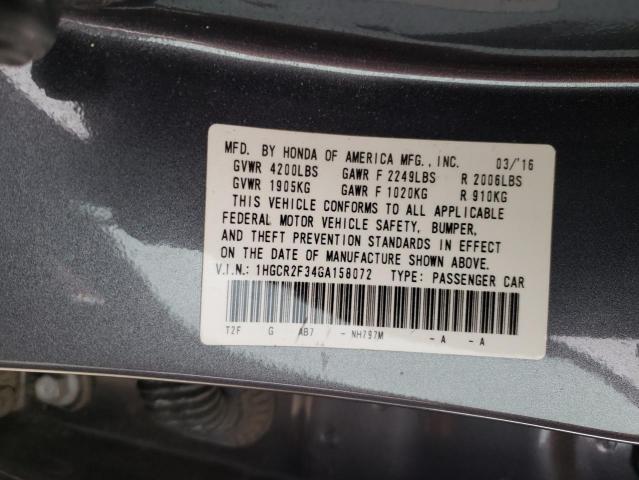 MFD. BY HONDA OF AMERICA MFG., INC. 03/'16
GVWR 4200LBS GAWR F 2249LBS R 2006LBS
GVWR 1905KG GAWR F 1020KG R 910KG
THIS VEHICLE CONFORMS TO ALL APPLICABLE
FEDERAL MOTOR VEHICLE SAFETY, BUMPER,
AND THEFT PREVENTION STANDARDS IN EFFECT
ON THE DATE OF MANUFACTURE SHOWN ABOVE.
V.I.N.: 1HGCR2F34GA158072 TYPE: PASSENGER CAR
T2F G AB7 - NH797M - A - A